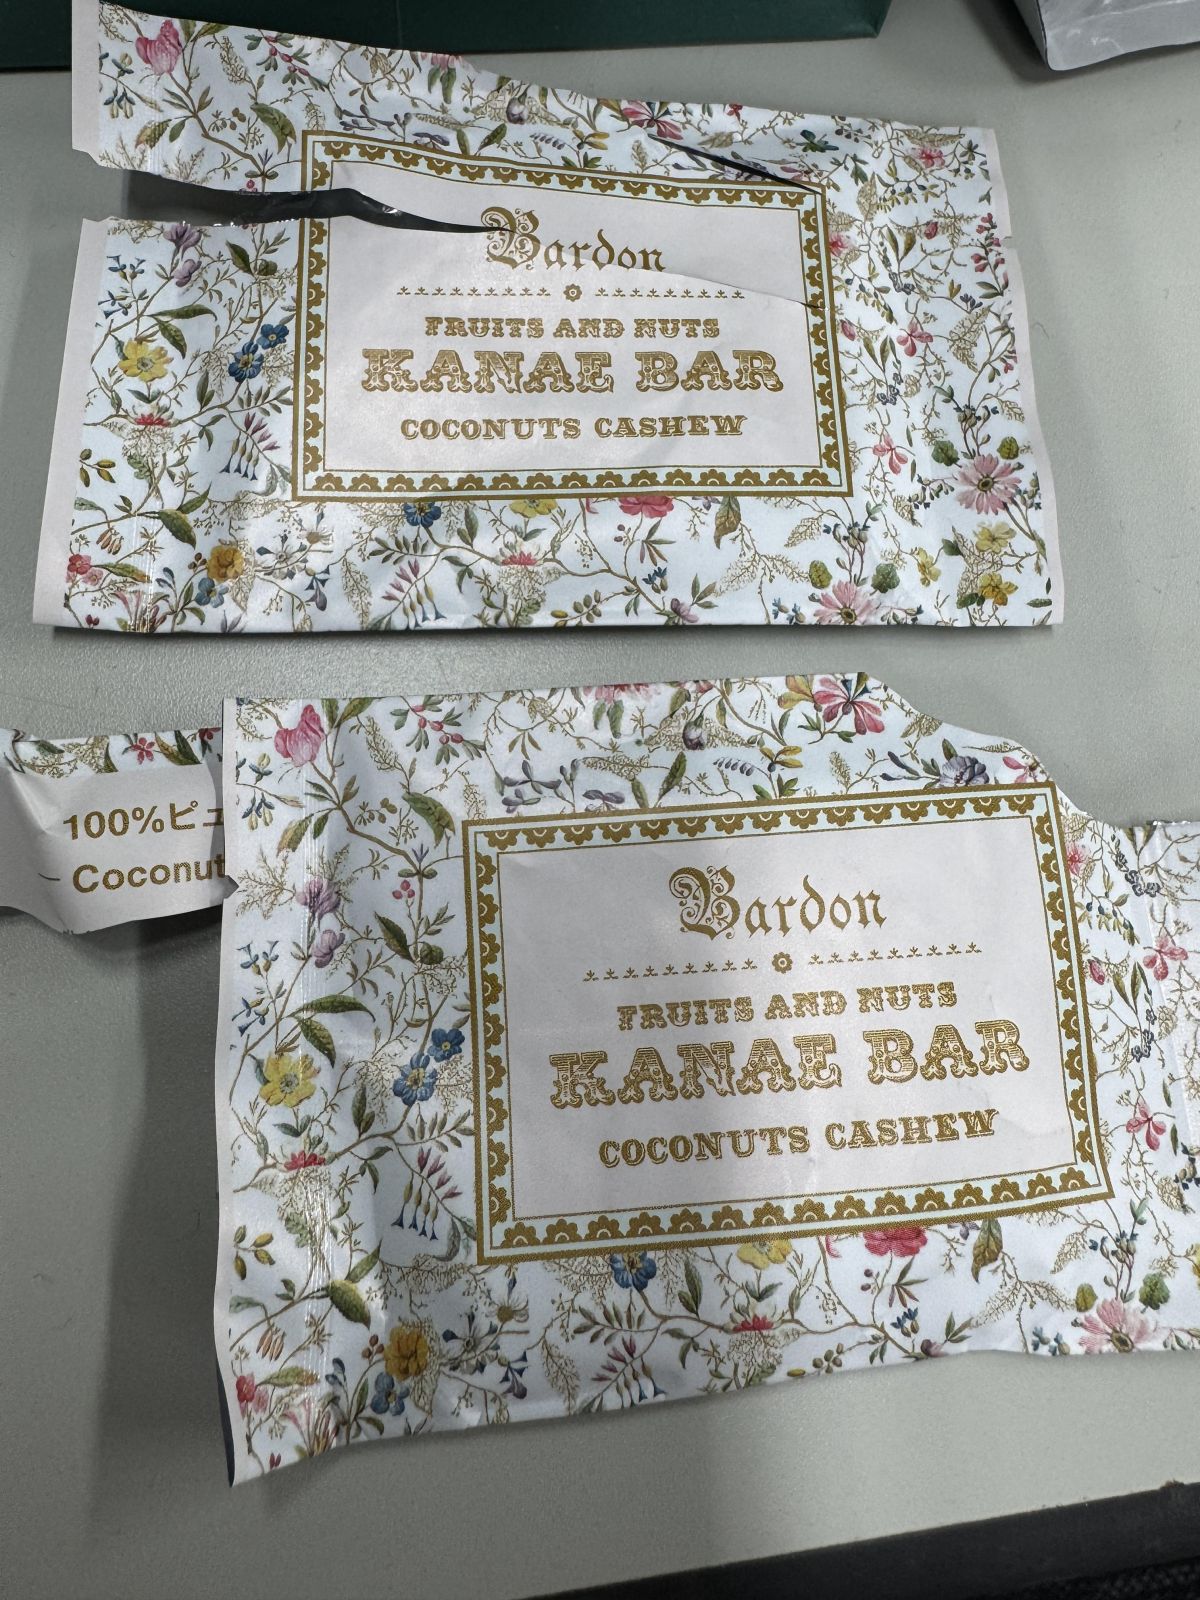 Bardon
FRUITS AND NUTS
KANAE BAR
COCONUTS CASHEW
100%ピュ
Coconut
Bardon
FRUITS AND NUTS
KANAE BAR
COCONUTS CASHEW